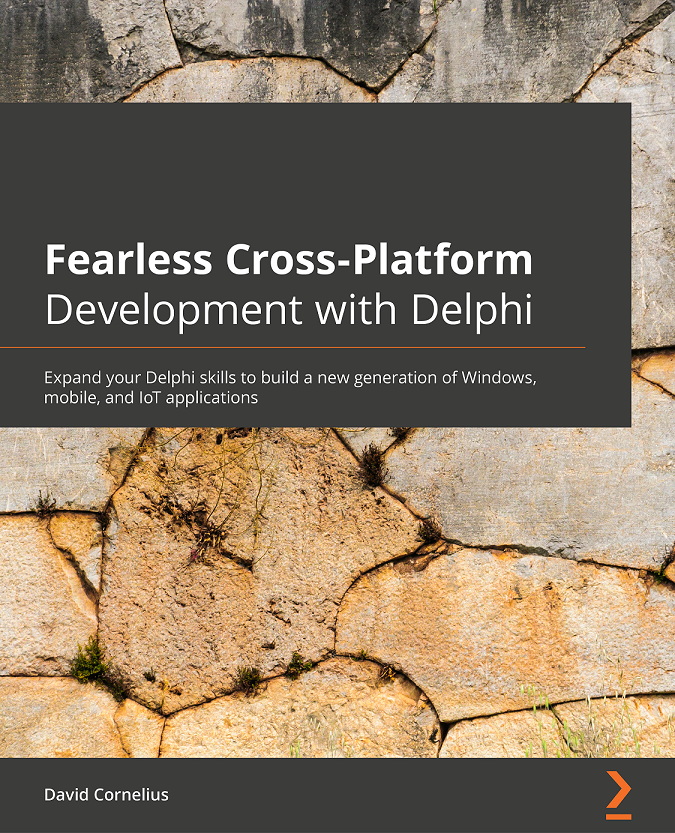 Fearless Cross-Platform
Development with Delphi
Expand your Delphi skills to build a new generation of Windows,
mobile, and IoT applications
David Cornelius